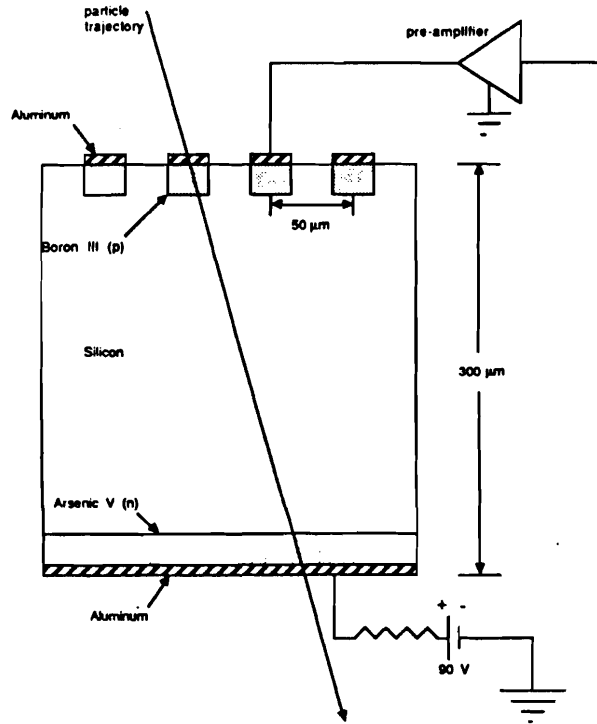 particle
trajectory
pre-amplifier
Aluminum
50 μm
Boron III (p)
Silicon
300 μm
Arsenic V (n)
Aluminum
+ -
90 V